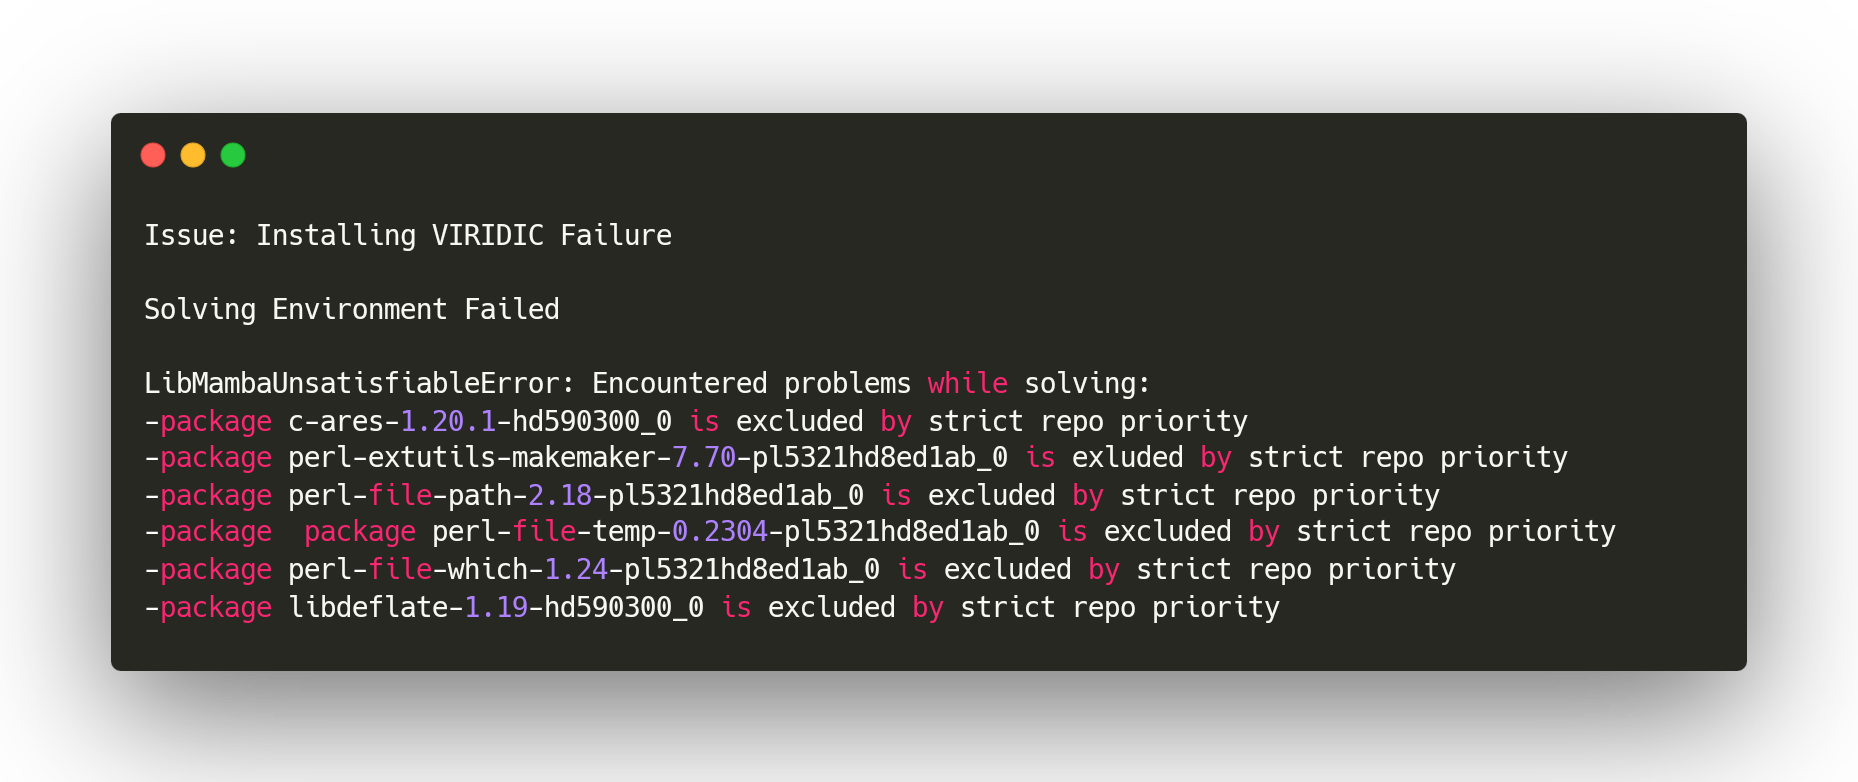 Issue: Installing VIRIDIC Failure
Solving Environment Failed
LibMambaUnsatisfiableError: Encountered problems while solving:
-package c-ares-1.20.1-hd590300_0 is excluded by strict repo priority
-package perl-extutils-makemaker-7.70-pl5321hd8ed1ab_0 is exluded by strict repo priority
-package perl-file-path-2.18-pl5321hd8ed1ab_0 is excluded by strict repo priority
-package  package perl-file-temp-0.2304-pl5321hd8ed1ab_0 is excluded by strict repo priority
-package perl-file-which-1.24-pl5321hd8ed1ab_0 is excluded by strict repo priority
-package libdeflate-1.19-hd590300_0 is excluded by strict repo priority